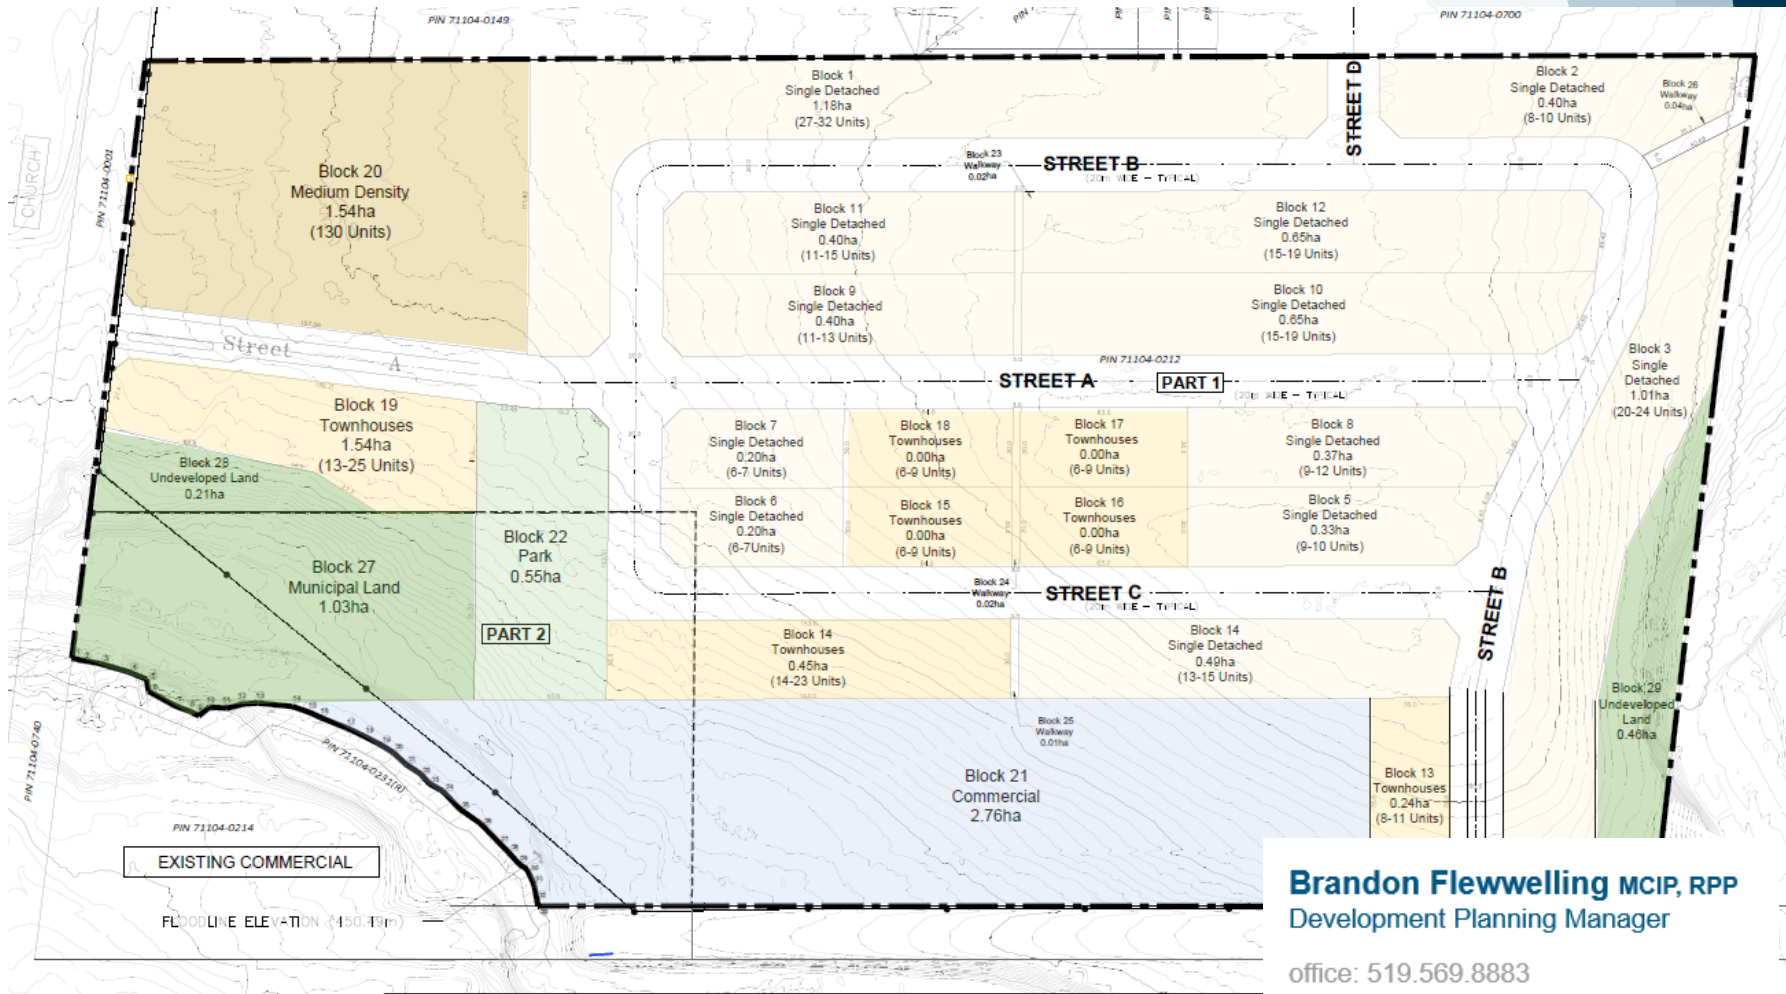 PIN 71104-0149
PIN 71104-0700
Block 1
Single Detached
1.18ha
(27-32 Units)
STREET D
Block 2
Single Detached
0.40ha
(8-10 Units)
Block 26
Walkway
0.04ha
CHURCH
PIN 71104-0001
Block 20
Medium Density
1.54ha
(130 Units)
Block 23
Walkway
0.02ha
STREET B
(20m WIDE - TYPICAL)
Block 11
Single Detached
0.40ha
(11-15 Units)
Block 12
Single Detached
0.65ha
(15-19 Units)
Block 9
Single Detached
0.40ha
(11-13 Units)
Block 10
Single Detached
0.65ha
(15-19 Units)
Street A
PIN 71104-0212
STREET A
PART 1
(20m WIDE - TYPICAL)
Block 3
Single
Detached
1.01ha
(20-24 Units)
Block 19
Townhouses
1.54ha
(13-25 Units)
Block 7
Single Detached
0.20ha
(6-7 Units)
Block 18
Townhouses
0.00ha
(6-9 Units)
Block 17
Townhouses
0.00ha
(6-9 Units)
Block 8
Single Detached
0.37ha
(9-12 Units)
Block 28
Undeveloped Land
0.21ha
Block 6
Single Detached
0.20ha
(6-7Units)
Block 15
Townhouses
0.00ha
(6-9 Units)
Block 16
Townhouses
0.00ha
(6-9 Units)
Block 5
Single Detached
0.33ha
(9-10 Units)
Block 22
Park
0.55ha
Block 27
Municipal Land
1.03ha
Block 24
Walkway
0.02ha
STREET C
(20m WIDE - TYPICAL)
STREET B
PART 2
Block 14
Townhouses
0.45ha
(14-23 Units)
Block 14
Single Detached
0.49ha
(13-15 Units)
Block 29
Undeveloped
Land
0.46ha
Block 25
Walkway
0.01ha
PIN 71104-0740
PIN 71104-0231(R)
Block 21
Commercial
2.76ha
Block 13
Townhouses
0.24ha
(8-11 Units)
PIN 71104-0214
EXISTING COMMERCIAL
FLOODLINE ELEVATION (450.49m)
Brandon Flewwelling MCIP, RPP
Development Planning Manager
office: 519.569.8883